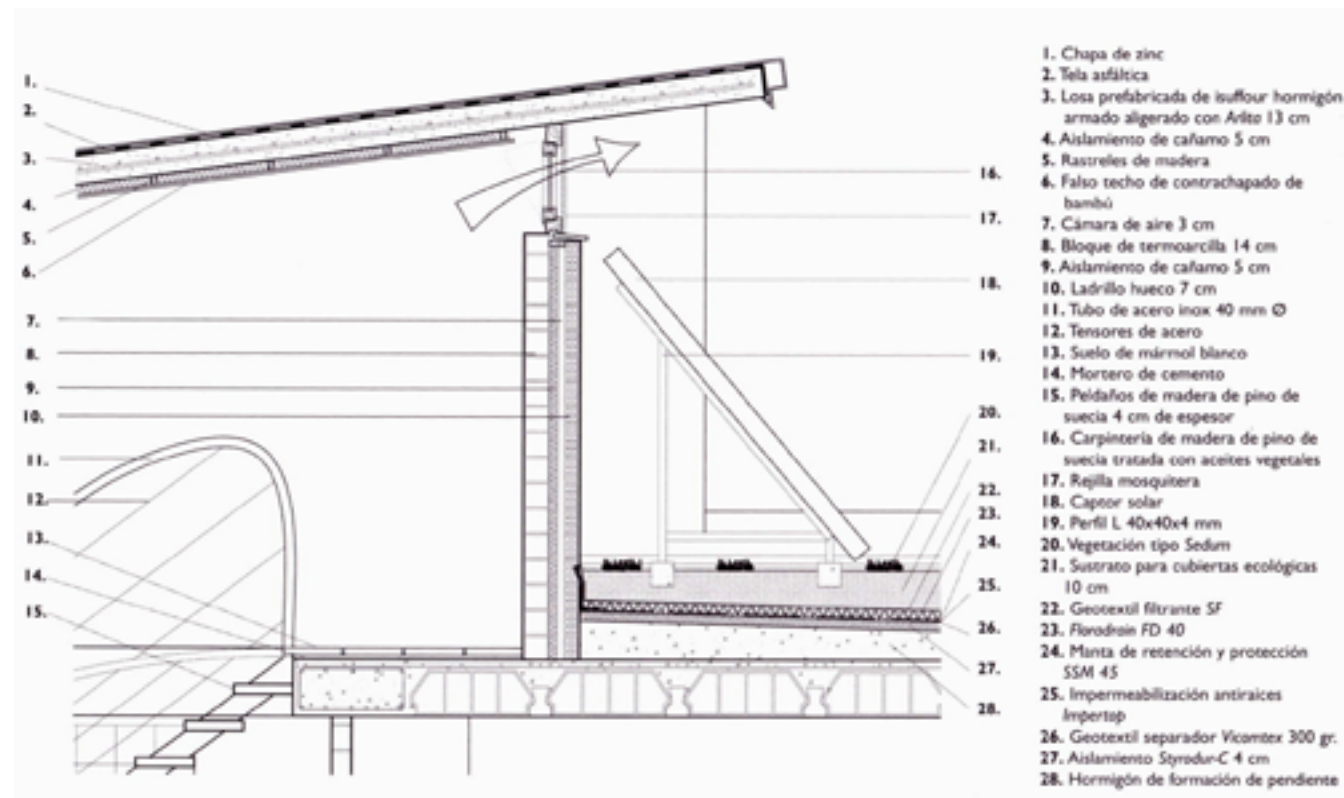 1.
2.
3.
4.
5.
6.
7.
8.
9.
10.
11.
12.
13.
14.
15.
16.
17.
18.
19.
20.
21.
22.
23.
24.
25.
26.
27.
28.
1. Chapa de zinc
2. Tela asfáltica
3. Losa prefabricada de isuflour hormigón
armado aligerado con Arlita 13 cm
4. Aislamiento de cañamo 5 cm
5. Rastreles de madera
6. Falso techo de contrachapado de
bambú
7. Cámara de aire 3 cm
8. Bloque de termoarcilla 14 cm
9. Aislamiento de cañamo 5 cm
10. Ladrillo hueco 7 cm
11. Tubo de acero inox 40 mm Ø
12. Tensores de acero
13. Suelo de mármol blanco
14. Mortero de cemento
15. Peldaños de madera de pino de
suecia 4 cm de espesor
16. Carpintería de madera de pino de
suecia tratada con aceites vegetales
17. Rejilla mosquitera
18. Captor solar
19. Perfil L 40x40x4 mm
20. Vegetación tipo Sedum
21. Sustrato para cubiertas ecológicas
10 cm
22. Geotextil filtrante SF
23. Floradrain FD 40
24. Manta de retención y protección
SSM 45
25. Impermeabilización antiraices
Impertop
26. Geotextil separador Vicomtex 300 gr.
27. Aislamiento Styrodur-C 4 cm
28. Hormigón de formación de pendiente